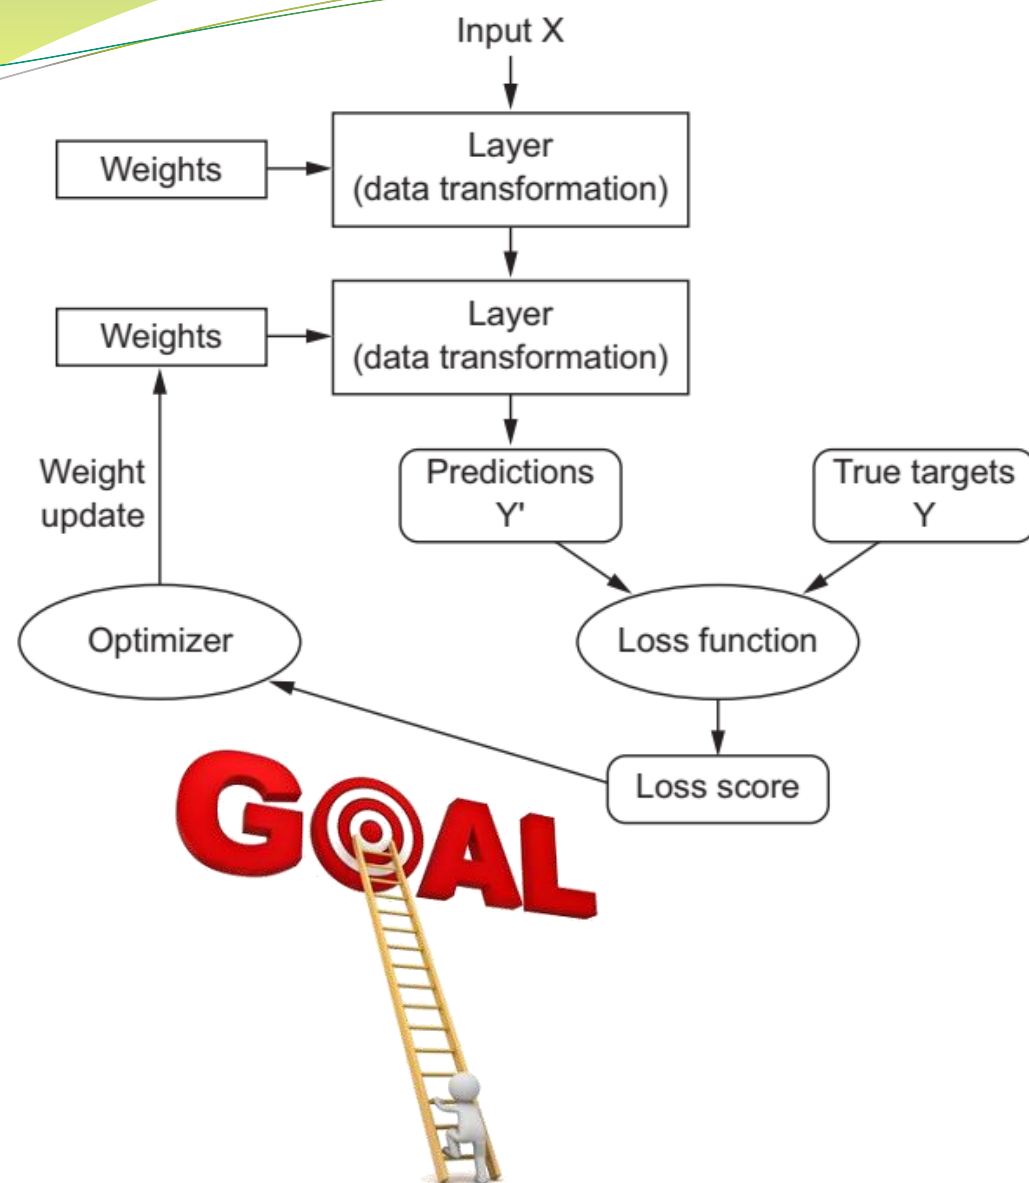 Input X
Weights
Layer
(data transformation)
Weights
Layer
(data transformation)
Weight
update
Predictions
Y'
True targets
Y
Optimizer
Loss function
Loss score
GOAL